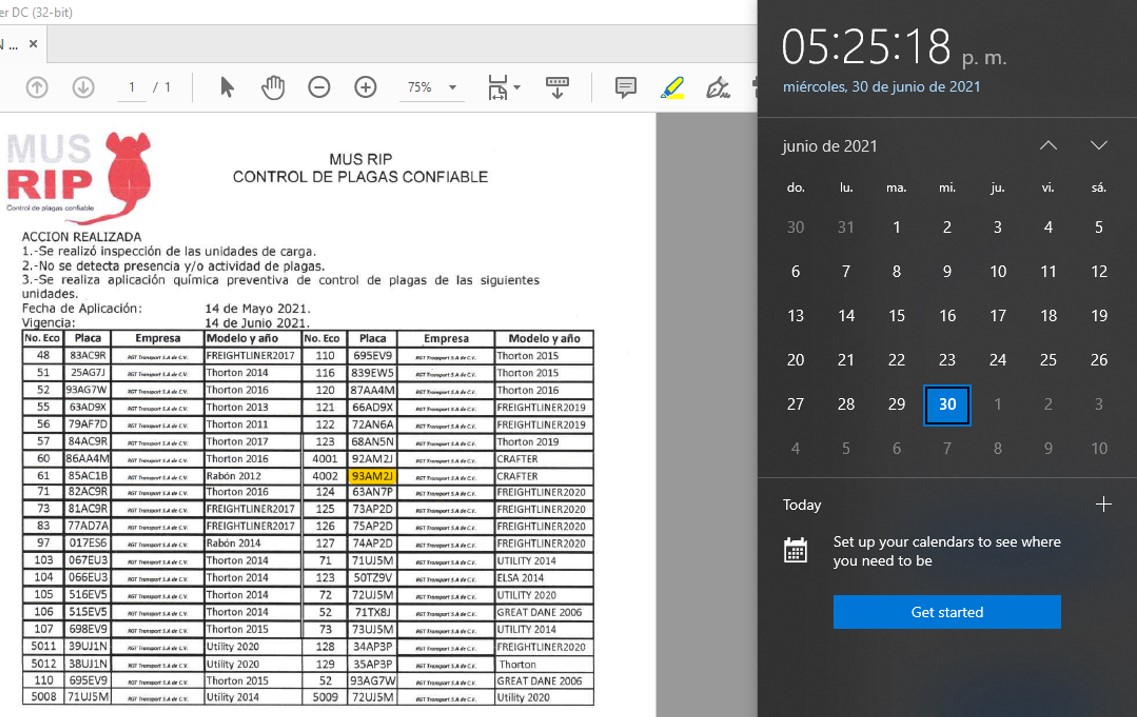 er DC (32-bit)
N ... ×
1 / 1 75%
MUS
RIP
Control de plagas confiable
MUS RIP
CONTROL DE PLAGAS CONFIABLE
ACCION REALIZADA
1.-Se realizó inspección de las unidades de carga.
2.-No se detecta presencia y/o actividad de plagas.
3.-Se realiza aplicación química preventiva de control de plagas de las siguientes
unidades.
Fecha de Aplicación: 14 de Mayo 2021.
Vigencia: 14 de Junio 2021.
No. Eco Placa Empresa Modelo y año No. Eco Placa Empresa Modelo y año
48 83AC9R RGT Transport S.A de C.V. FREIGHTLINER2017 110 695EV9 RGT Transport S.A de C.V. Thorton 2015
51 25AG7J RGT Transport S.A de C.V. Thorton 2014 116 839EW5 RGT Transport S.A de C.V. Thorton 2015
52 93AG7W RGT Transport S.A de C.V. Thorton 2016 120 87AA4M RGT Transport S.A de C.V. Thorton 2016
55 63AD9X RGT Transport S.A de C.V. Thorton 2013 121 66AD9X RGT Transport S.A de C.V. FREIGHTLINER2019
56 79AF7D RGT Transport S.A de C.V. Thorton 2011 122 72AN6A RGT Transport S.A de C.V. FREIGHTLINER2019
57 84AC9R RGT Transport S.A de C.V. Thorton 2017 123 68AN5N RGT Transport S.A de C.V. Thorton 2019
60 86AA4M RGT Transport S.A de C.V. Thorton 2016 4001 92AM2J RGT Transport S.A de C.V. CRAFTER
61 85AC1B RGT Transport S.A de C.V. Rabón 2012 4002 93AM2J RGT Transport S.A de C.V. CRAFTER
71 82AC9R RGT Transport S.A de C.V. Thorton 2016 124 63AN7P RGT Transport S.A de C.V. FREIGHTLINER2020
73 81AC9R RGT Transport S.A de C.V. FREIGHTLINER2017 125 73AP2D RGT Transport S.A de C.V. FREIGHTLINER2020
83 77AD7A RGT Transport S.A de C.V. FREIGHTLINER2017 126 75AP2D RGT Transport S.A de C.V. FREIGHTLINER2020
97 017ES6 RGT Transport S.A de C.V. Rabón 2014 127 74AP2D RGT Transport S.A de C.V. FREIGHTLINER2020
103 067EU3 RGT Transport S.A de C.V. Thorton 2014 71 71UJ5M RGT Transport S.A de C.V. UTILITY 2014
104 066EU3 RGT Transport S.A de C.V. Thorton 2014 123 50TZ9V RGT Transport S.A de C.V. ELSA 2014
105 516EV5 RGT Transport S.A de C.V. Thorton 2014 72 72UJ5M RGT Transport S.A de C.V. UTILITY 2020
106 515EV5 RGT Transport S.A de C.V. Thorton 2014 52 71TX8J RGT Transport S.A de C.V. GREAT DANE 2006
107 698EV9 RGT Transport S.A de C.V. Thorton 2015 73 73UJ5M RGT Transport S.A de C.V. UTILITY 2014
5011 39UJ1N RGT Transport S.A de C.V. Utility 2020 128 34AP3P RGT Transport S.A de C.V. FREIGHTLINER2020
5012 38UJ1N RGT Transport S.A de C.V. Utility 2020 129 35AP3P RGT Transport S.A de C.V. Thorton
110 695EV9 RGT Transport S.A de C.V. Thorton 2015 52 93AG7W RGT Transport S.A de C.V. GREAT DANE 2006
5008 71UJ5M RGT Transport S.A de C.V. Utility 2014 5009 72UJ5M RGT Transport S.A de C.V. Utility 2020
05:25:18 p. m.
miércoles, 30 de junio de 2021
junio de 2021
do. lu. ma. mi. ju. vi. sá.
30 31 1 2 3 4 5
6 7 8 9 10 11 12
13 14 15 16 17 18 19
20 21 22 23 24 25 26
27 28 29 30 1 2 3
4 5 6 7 8 9 10
Today
Set up your calendars to see where
you need to be
Get started